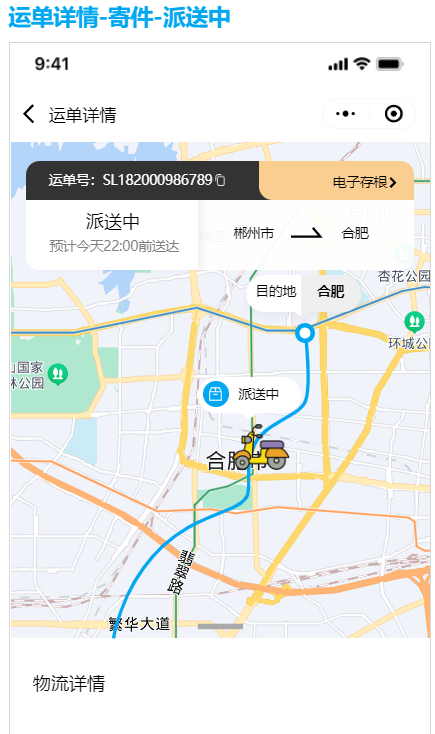 运单详情-寄件-派送中
9:41
运单详情
运单号：SL182000986789
电子存根
派送中
预计今天22:00前送达
郴州市
合肥
杏花公园
目的地
合肥
环城公
山国家
林公园
派送中
合肥市
繁华大道
物流详情